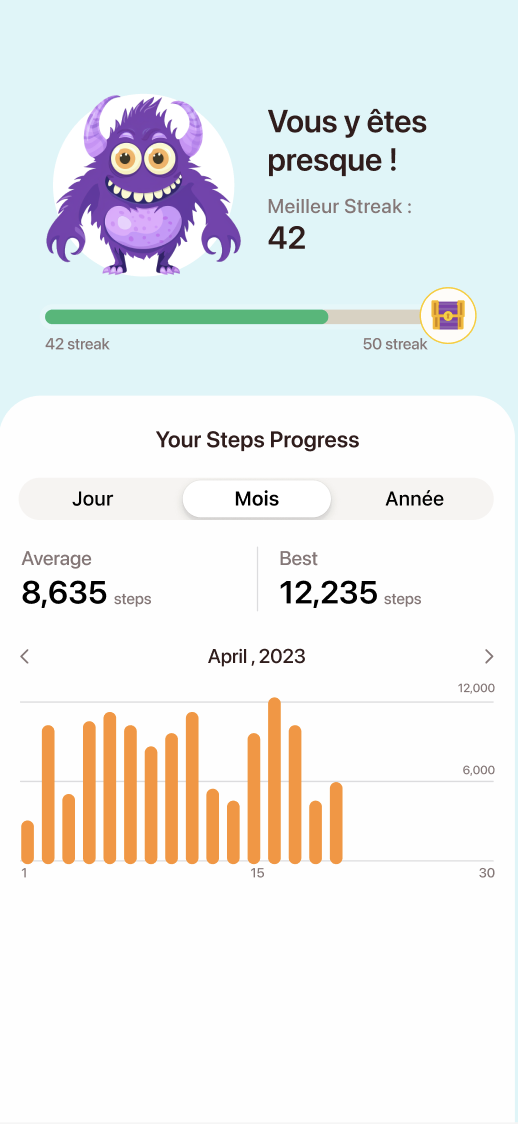 Vous y êtes
presque !
Meilleur Streak :
42
42 streak
50 streak
Your Steps Progress
Jour
Mois
Année
Average
Best
8,635 steps
12,235 steps
April , 2023
12,000
6,000
1
15
30